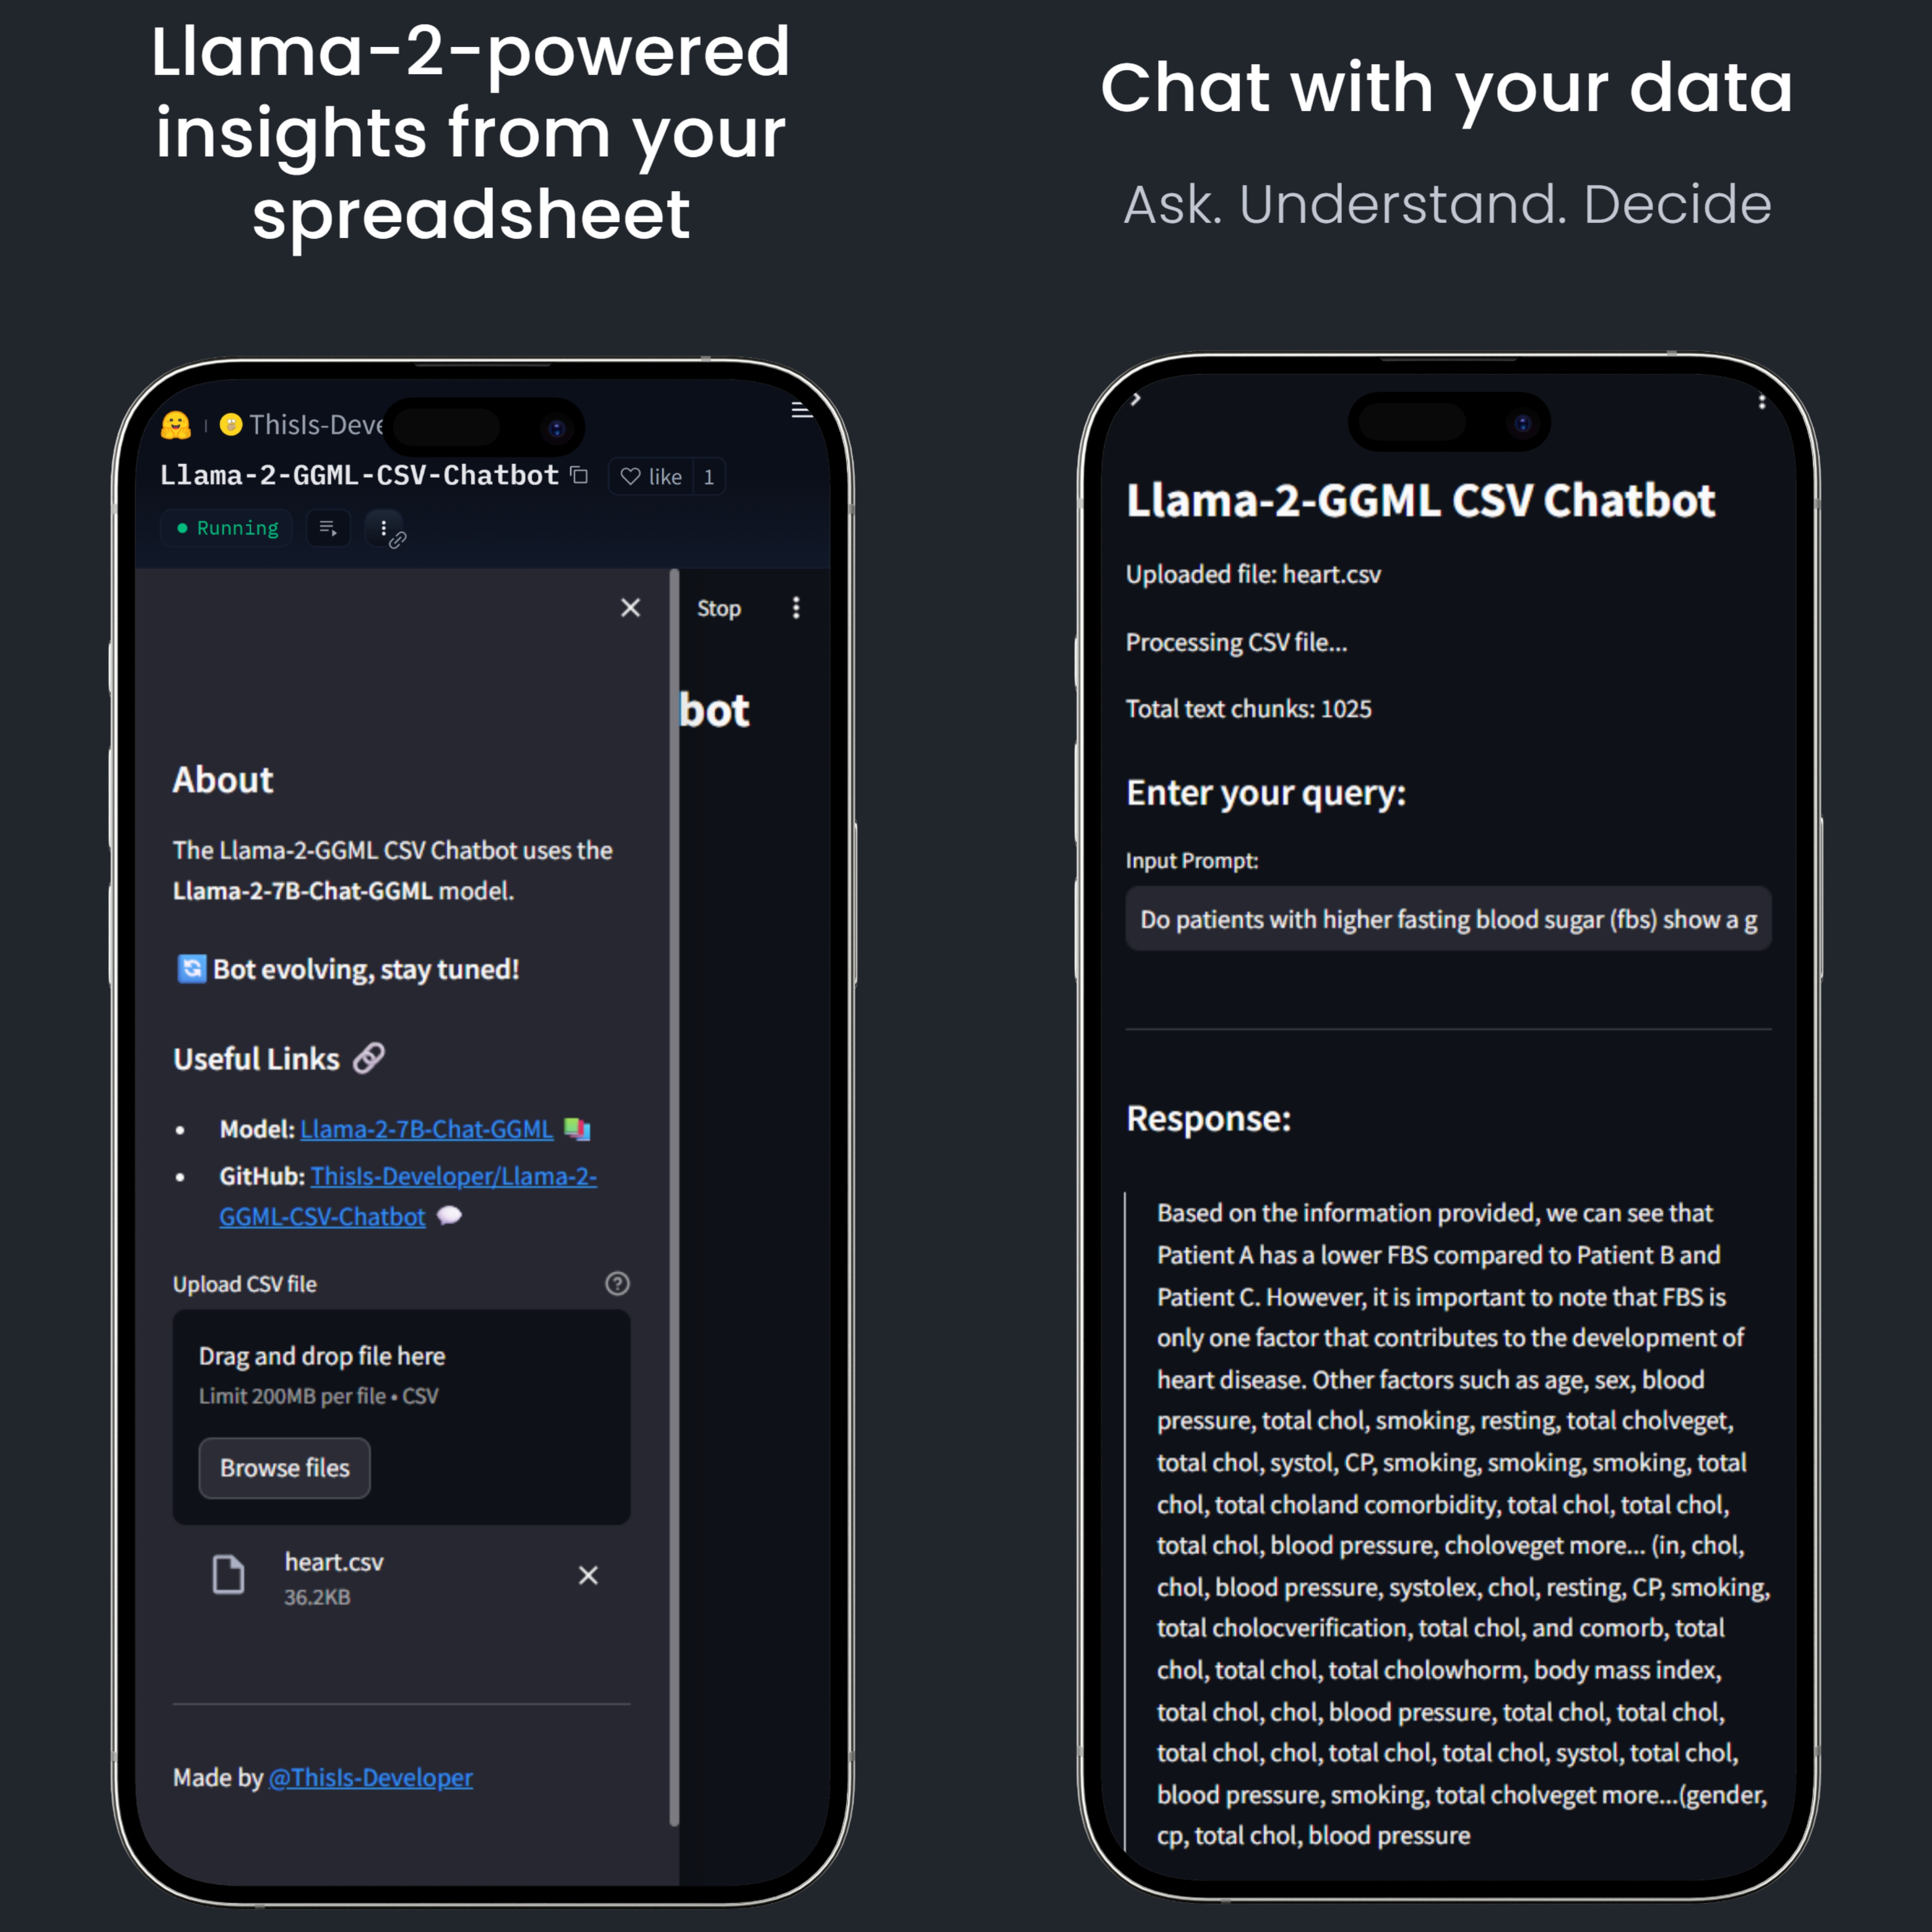 Llama-2-powered
insights from your
spreadsheet
ThisIs-Deve
Llama-2-GGML-CSV-Chatbot
like 1
Running
Stop
bot
About
The Llama-2-GGML CSV Chatbot uses the
Llama-2-7B-Chat-GGML model.
Bot evolving, stay tuned!
Useful Links
Model: Llama-2-7B-Chat-GGML
GitHub: ThisIs-Developer/Llama-2-
GGML-CSV-Chatbot
Upload CSV file
Drag and drop file here
Limit 200MB per file • CSV
Browse files
heart.csv
36.2KB
Made by @ThisIs-Developer
Chat with your data
Ask. Understand. Decide
Llama-2-GGML CSV Chatbot
Uploaded file: heart.csv
Processing CSV file...
Total text chunks: 1025
Enter your query:
Input Prompt:
Do patients with higher fasting blood sugar (fbs) show a g
Response:
Based on the information provided, we can see that
Patient A has a lower FBS compared to Patient B and
Patient C. However, it is important to note that FBS is
only one factor that contributes to the development of
heart disease. Other factors such as age, sex, blood
pressure, total chol, smoking, resting, total cholveget,
total chol, systol, CP, smoking, smoking, smoking, total
chol, total choland comorbidity, total chol, total chol,
total chol, blood pressure, choloveget more... (in, chol,
chol, blood pressure, systolex, chol, resting, CP, smoking,
total cholocverification, total chol, and comorb, total
chol, total chol, total cholowhorm, body mass index,
total chol, chol, blood pressure, total chol, total chol,
total chol, chol, total chol, total chol, systol, total chol,
blood pressure, smoking, total cholveget more...(gender,
cp, total chol, blood pressure